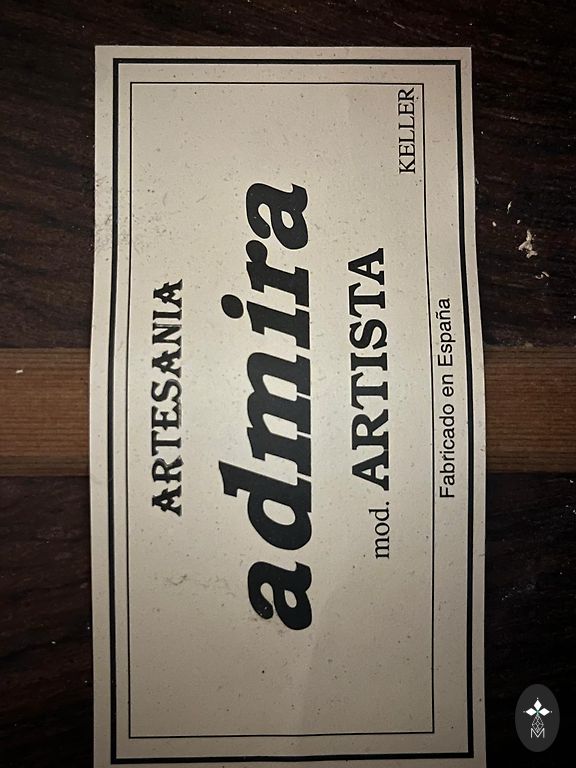 ARTESANIA
admira
mod. ARTISTA
KELLER
Fabricado en España